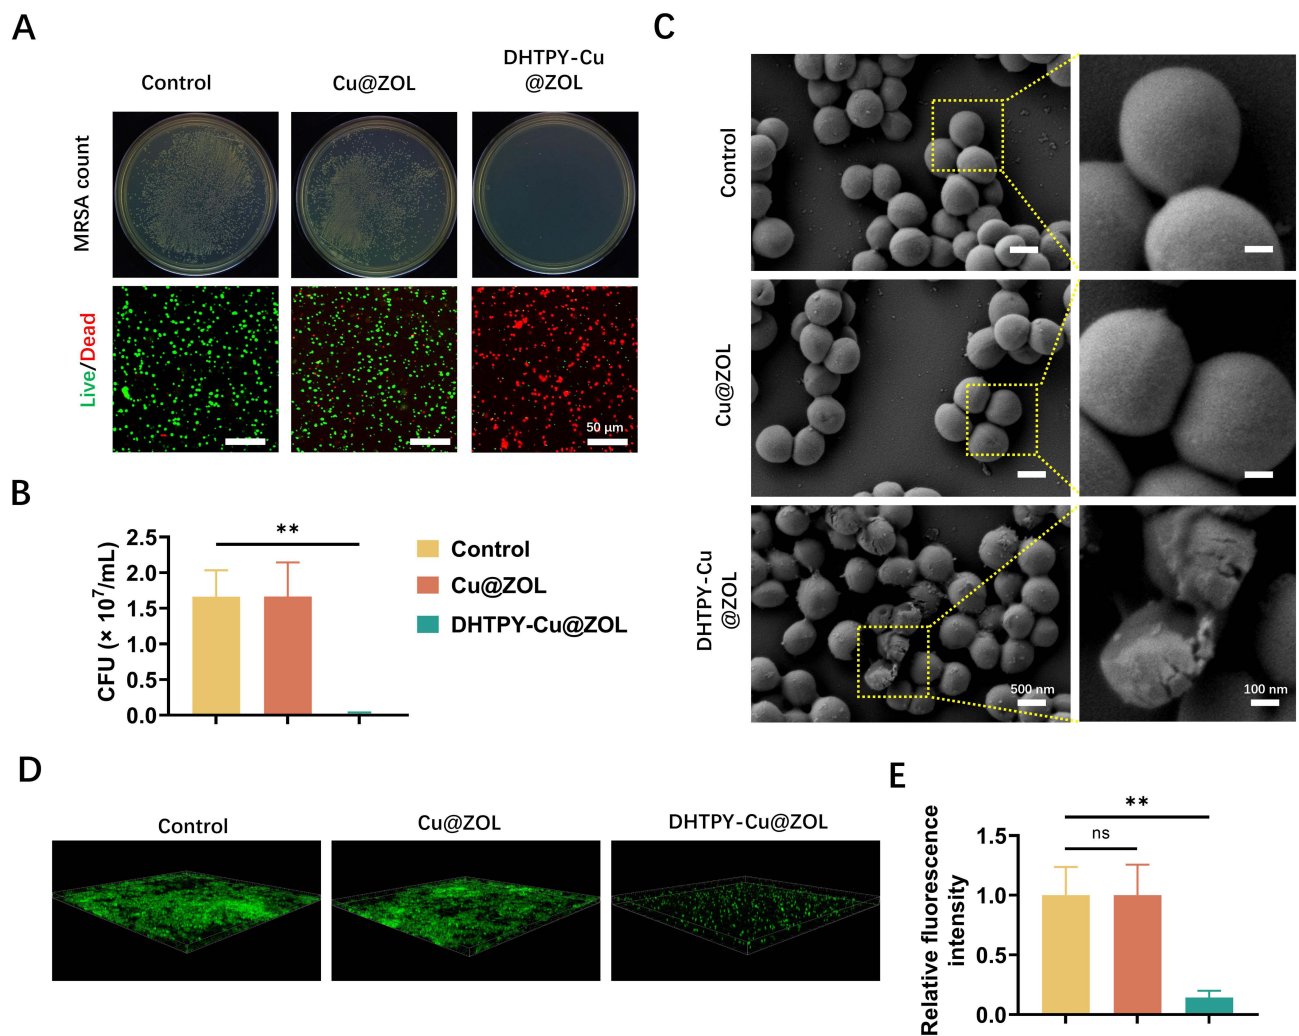 A
Control
Cu@ZOL
DHTPY-Cu
@ZOL
MRSA count
Live/Dead
50 μm
B
CFU (× 10⁷/mL)
2.5
2.0
1.5
1.0
0.5
0.0
**
Control
Cu@ZOL
DHTPY-Cu@ZOL
C
Control
Cu@ZOL
DHTPY-Cu
@ZOL
500 nm
100 nm
D
Control
Cu@ZOL
DHTPY-Cu@ZOL
E
Relative fluorescence
intensity
1.5
1.0
0.5
0.0
**
ns